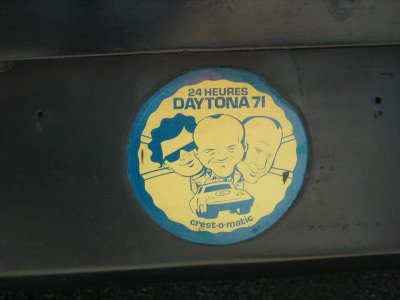 24 HEURES
DAYTONA 71
crest-o-matic